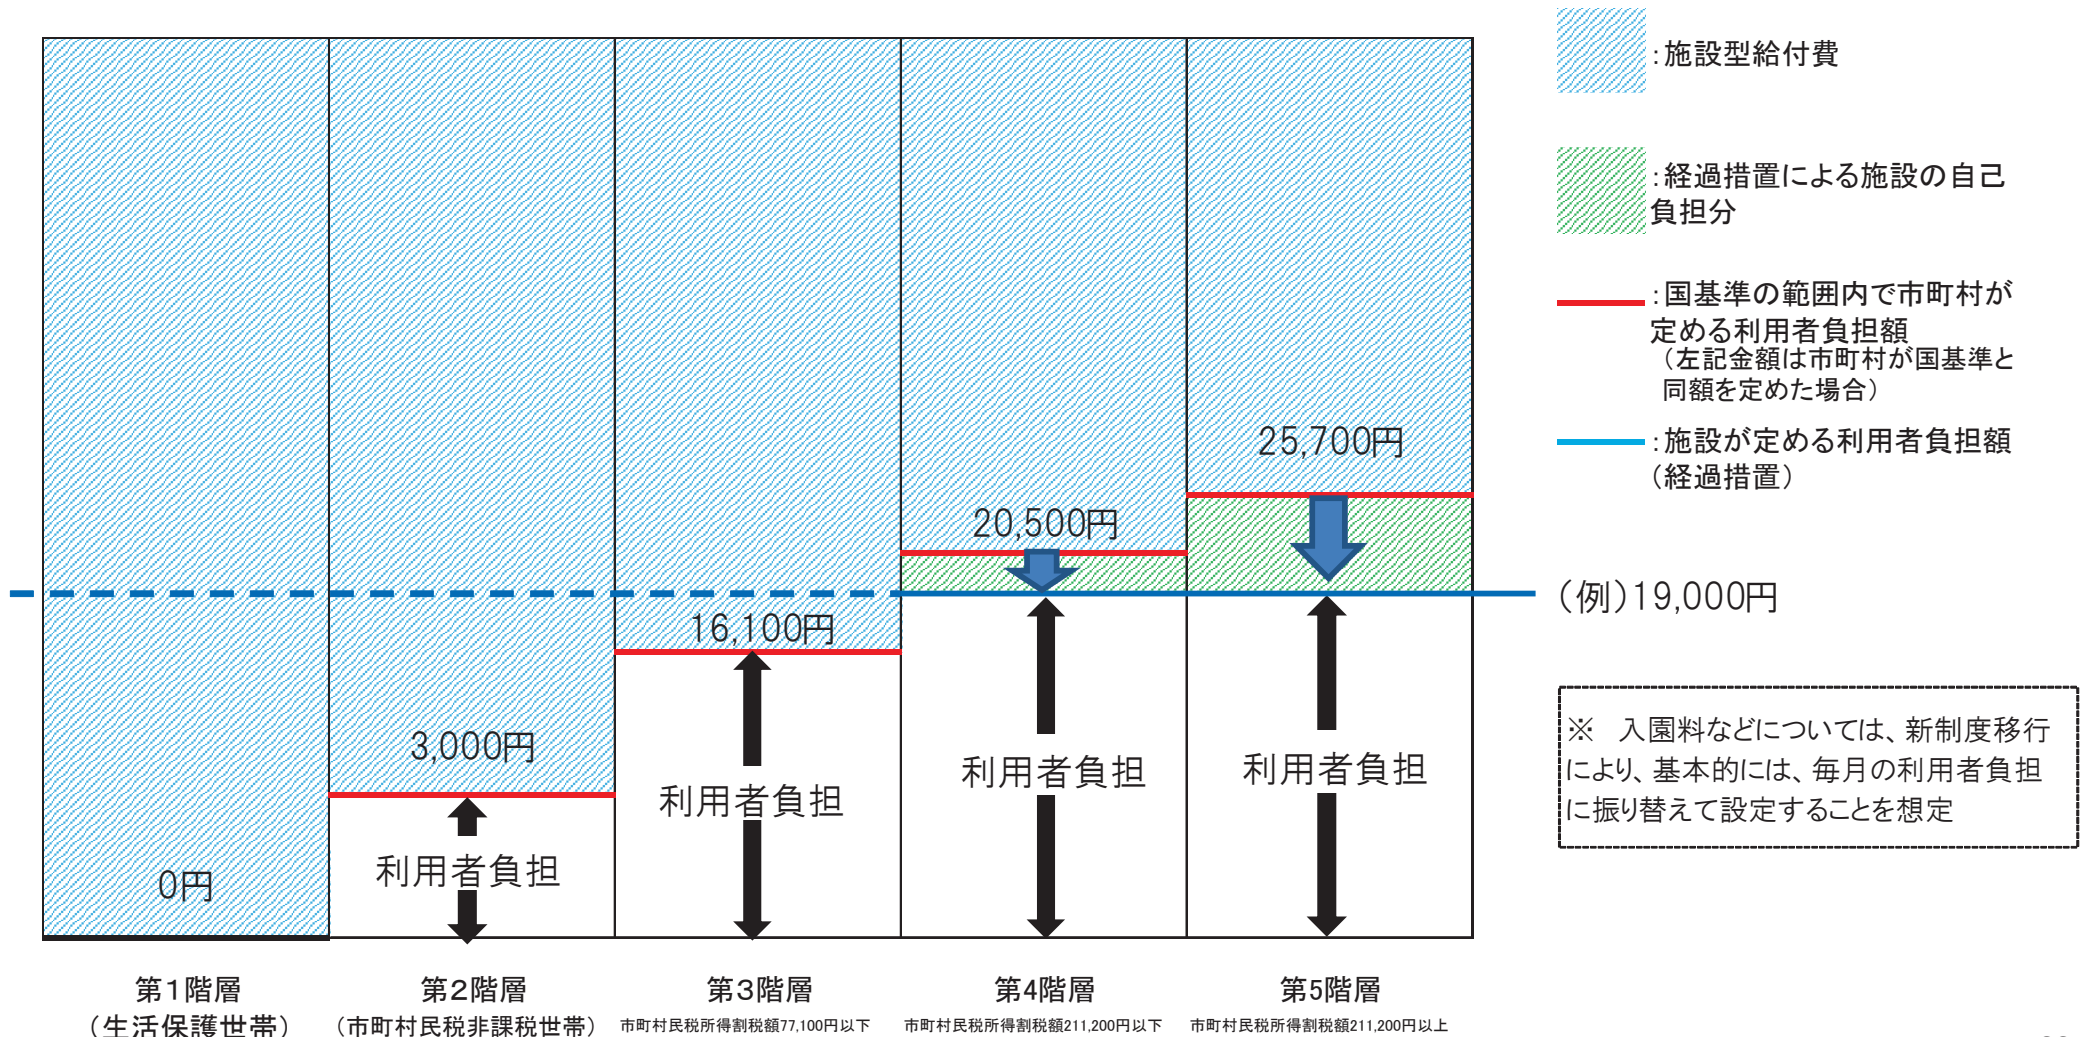 :施設型給付費
:経過措置による施設の自己
負担分
:国基準の範囲内で市町村が
定める利用者負担額
(左記金額は市町村が国基準と
同額を定めた場合)
:施設が定める利用者負担額
(経過措置)
25,700円
20,500円
(例)19,000円
16,100円
3,000円
0円
利用者負担
利用者負担
利用者負担
利用者負担
※ 入園料などについては、新制度移行
により、基本的には、毎月の利用者負担
に振り替えて設定することを想定
第1階層
(生活保護世帯)
第2階層
(市町村民税非課税世帯)
第3階層
市町村民税所得割税額77,100円以下
第4階層
市町村民税所得割税額211,200円以下
第5階層
市町村民税所得割税額211,200円以上